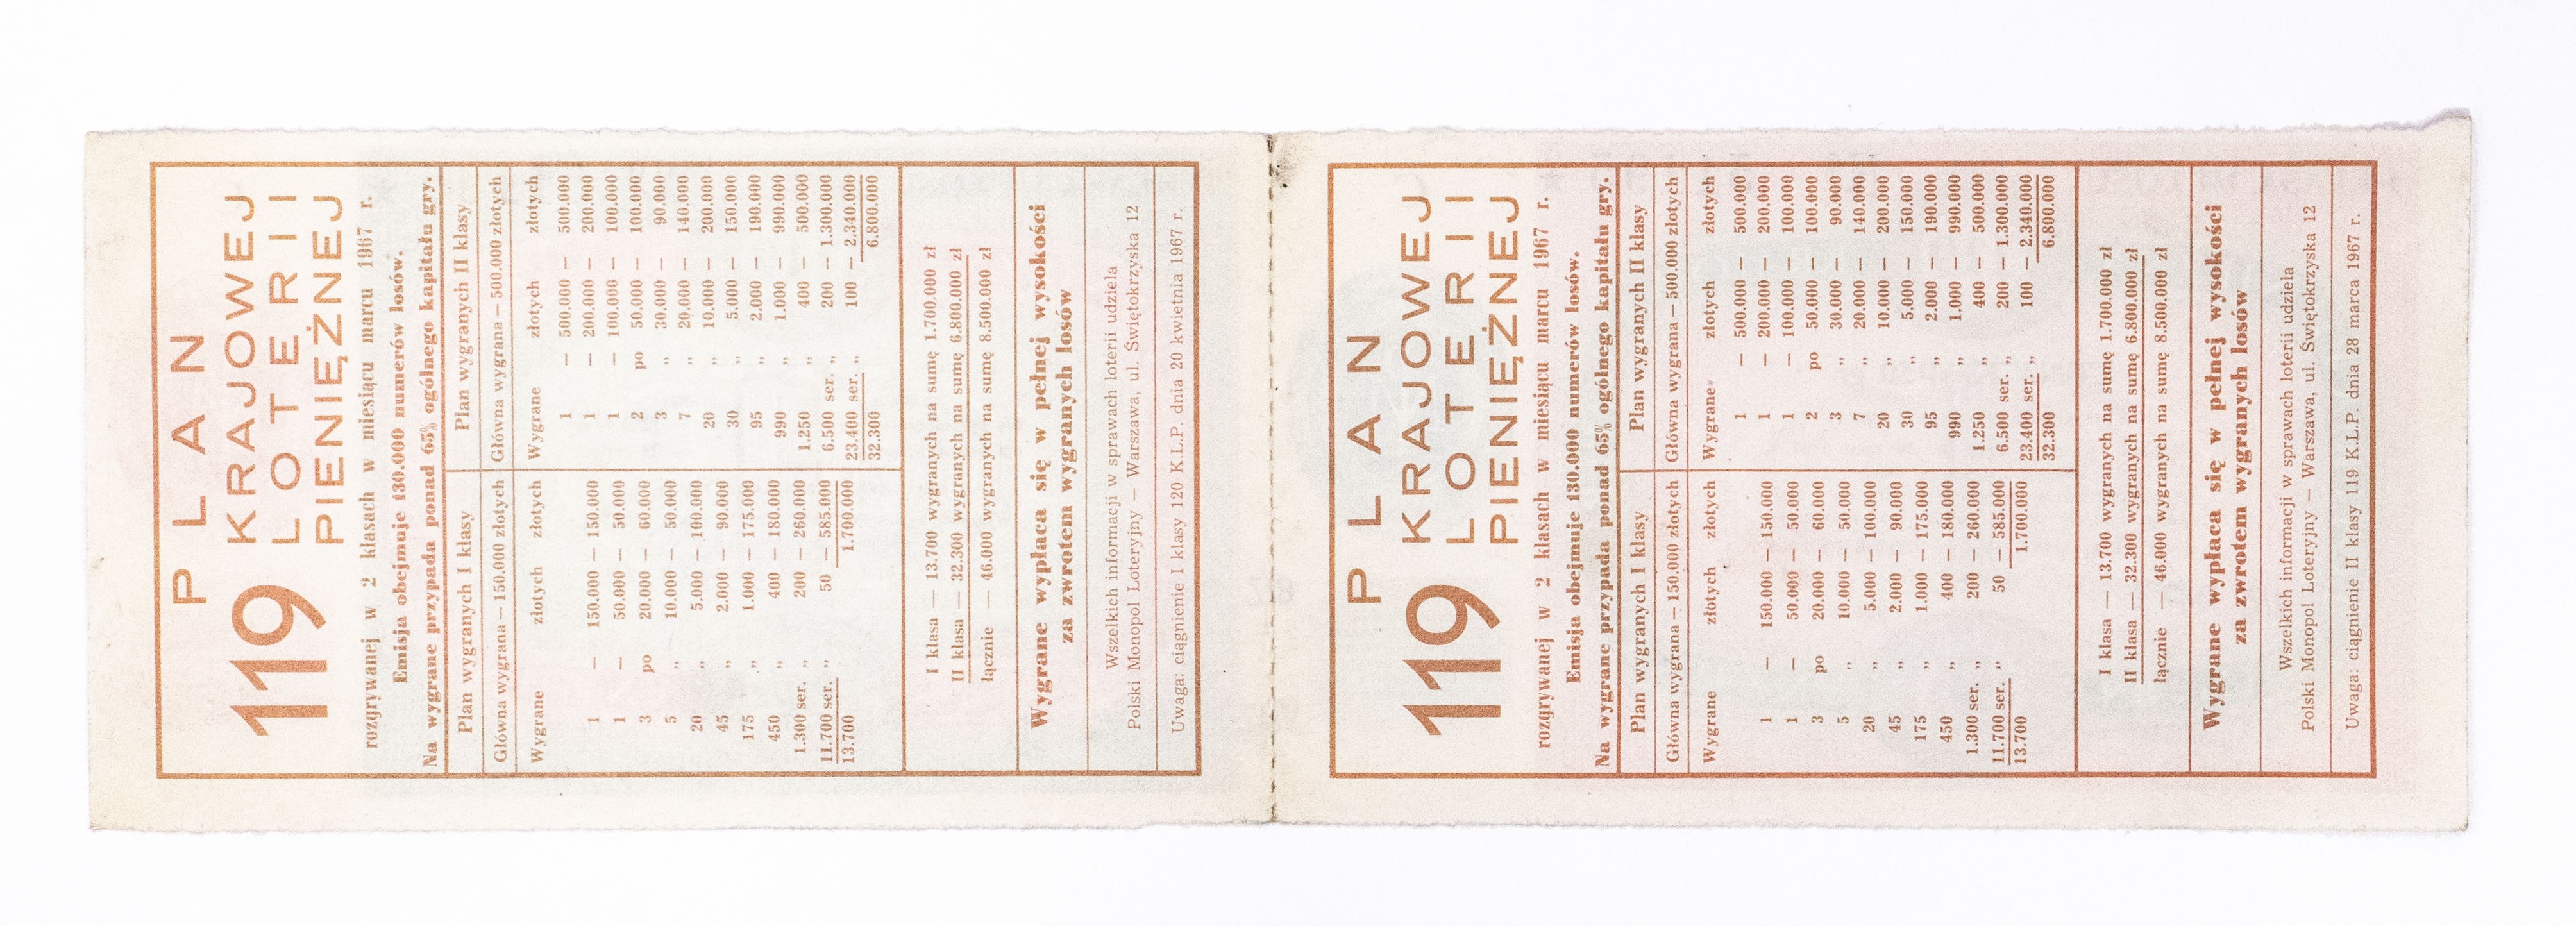 PLAN
119 KRAJOWEJ
LOTERII
PIENIĘŻNEJ
rozgrywanej w 2 klasach w miesiącu marcu 1967 r.
Emisja obejmuje 130.000 numerów losów.
Na wygrane przypada ponad 65% ogólnego kapitału gry.
Plan wygranych I klasy
Główna wygrana — 150.000 złotych
Wygrane złotych złotych
1 — 150.000 — 150.000
1 — 50.000 — 50.000
3 po 20.000 — 60.000
5 „ 10.000 — 50.000
20 „ 5.000 — 100.000
45 „ 2.000 — 90.000
175 „ 1.000 — 175.000
450 „ 400 — 180.000
1.300 ser. „ 200 — 260.000
11.700 ser. „ 50 — 585.000
13.700 1.700.000
Plan wygranych II klasy
Główna wygrana — 500.000 złotych
Wygrane złotych złotych
1 — 500.000 — 500.000
1 — 200.000 — 200.000
1 — 100.000 — 100.000
2 po 50.000 — 100.000
3 „ 30.000 — 90.000
7 „ 20.000 — 140.000
20 „ 10.000 — 200.000
30 „ 5.000 — 150.000
95 „ 2.000 — 190.000
990 „ 1.000 — 990.000
1.250 „ 400 — 500.000
6.500 ser. „ 200 — 1.300.000
23.400 ser. „ 100 — 2.340.000
32.300 6.800.000
I klasa — 13.700 wygranych na sumę 1.700.000 zł
II klasa — 32.300 wygranych na sumę 6.800.000 zł
łącznie — 46.000 wygranych na sumę 8.500.000 zł
Wygrane wypłaca się w pełnej wysokości
za zwrotem wygranych losów
Wszelkich informacji w sprawach loterii udziela
Polski Monopol Loteryjny — Warszawa, ul. Świętokrzyska 12
Uwaga: ciągnienie I klasy 120 K.L.P. dnia 20 kwietnia 1967 r.
PLAN
119 KRAJOWEJ
LOTERII
PIENIĘŻNEJ
rozgrywanej w 2 klasach w miesiącu marcu 1967 r.
Emisja obejmuje 130.000 numerów losów.
Na wygrane przypada ponad 65% ogólnego kapitału gry.
Plan wygranych I klasy
Główna wygrana — 150.000 złotych
Wygrane złotych złotych
1 — 150.000 — 150.000
1 — 50.000 — 50.000
3 po 20.000 — 60.000
5 „ 10.000 — 50.000
20 „ 5.000 — 100.000
45 „ 2.000 — 90.000
175 „ 1.000 — 175.000
450 „ 400 — 180.000
1.300 ser. „ 200 — 260.000
11.700 ser. „ 50 — 585.000
13.700 1.700.000
Plan wygranych II klasy
Główna wygrana — 500.000 złotych
Wygrane złotych złotych
1 — 500.000 — 500.000
1 — 200.000 — 200.000
1 — 100.000 — 100.000
2 po 50.000 — 100.000
3 „ 30.000 — 90.000
7 „ 20.000 — 140.000
20 „ 10.000 — 200.000
30 „ 5.000 — 150.000
95 „ 2.000 — 190.000
990 „ 1.000 — 990.000
1.250 „ 400 — 500.000
6.500 ser. „ 200 — 1.300.000
23.400 ser. „ 100 — 2.340.000
32.300 6.800.000
I klasa — 13.700 wygranych na sumę 1.700.000 zł
II klasa — 32.300 wygranych na sumę 6.800.000 zł
łącznie — 46.000 wygranych na sumę 8.500.000 zł
Wygrane wypłaca się w pełnej wysokości
za zwrotem wygranych losów
Wszelkich informacji w sprawach loterii udziela
Polski Monopol Loteryjny — Warszawa, ul. Świętokrzyska 12
Uwaga: ciągnienie II klasy 119 K.L.P. dnia 28 marca 1967 r.